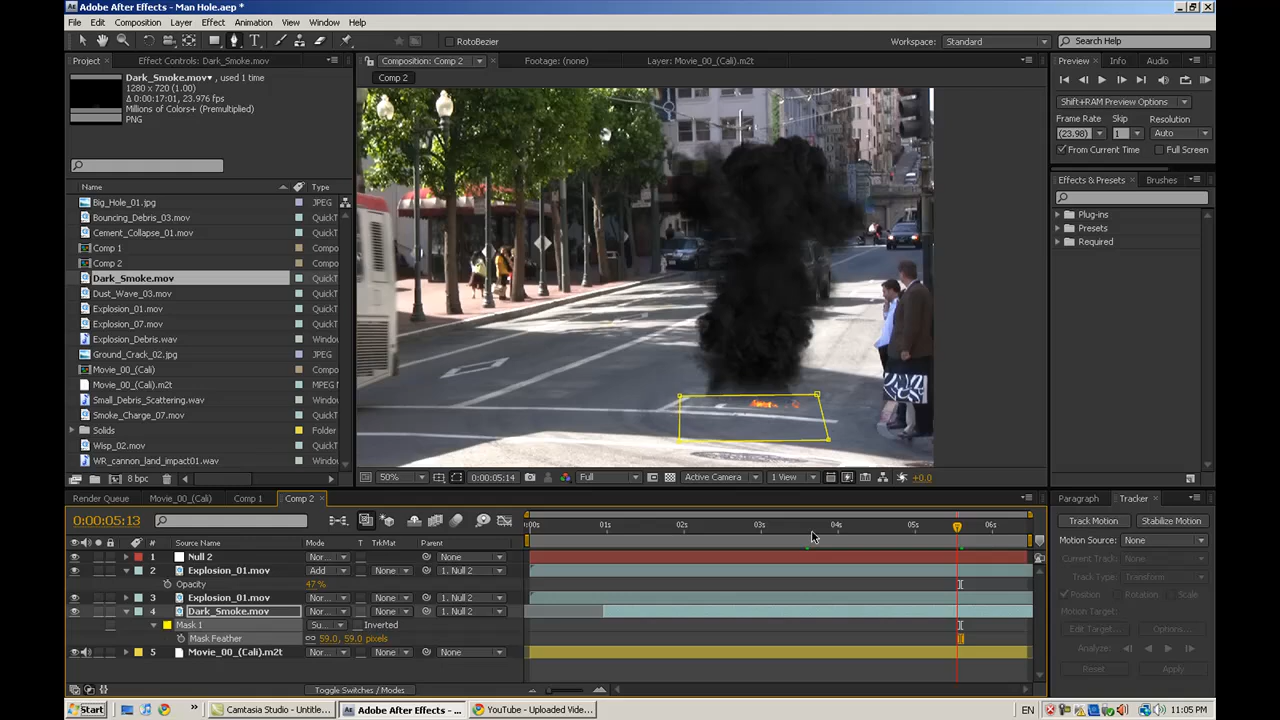 Adobe After Effects - Man Hole.aep *
File Edit Composition Layer Effect Animation View Window Help
RotoBezier
Workspace: Standard
Search Help
Project
Effect Controls: Dark_Smoke.mov
Composition: Comp 2
Footage: (none)
Layer: Movie_00_(Cali).m2t
Preview
Info
Audio
Dark_Smoke.mov▼, used 1 time
1280 x 720 (1.00)
Δ 0:00:17:01, 23.976 fps
Millions of Colors+ (Premultiplied)
PNG
Comp 2
Shift+RAM Preview Options
Frame Rate Skip Resolution
(23.98) 1 Auto
From Current Time Full Screen
Effects & Presets
Brushes
Plug-ins
Presets
Required
Name Type
Big_Hole_01.jpg JPEG
Bouncing_Debris_03.mov QuickT
Cement_Collapse_01.mov QuickT
Comp 1 Compo
Comp 2 Compo
Dark_Smoke.mov QuickT
Dust_Wave_03.mov QuickT
Explosion_01.mov QuickT
Explosion_07.mov QuickT
Explosion_Debris.wav Window
Ground_Crack_02.jpg JPEG
Movie_00_(Cali) Compo
Movie_00_(Cali).m2t MPEG M
Small_Debris_Scattering.wav Window
Smoke_Charge_07.mov QuickT
Solids Folder
Wisp_02.mov QuickT
WR_cannon_land_impact01.wav Window
8 bpc
50% 0:00:05:14 Full Active Camera 1 View +0.0
Render Queue Movie_00_(Cali) Comp 1 Comp 2
Paragraph
Tracker
0:00:05:13
0:00s 01s 02s 03s 04s 05s 06s
Track Motion Stabilize Motion
Motion Source: None
Current Track:
Track Type: Transform
Position Rotation Scale
Motion Target:
Edit Target... Options...
Analyze:
Reset Apply
# Source Name Mode T TrkMat Parent
1 Null 2 Nor... None
2 Explosion_01.mov Add None 1. Null 2
Opacity 47 %
3 Explosion_01.mov Nor... None 1. Null 2
4 Dark_Smoke.mov Nor... None 1. Null 2
Mask 1 Su... Inverted
Mask Feather 59.0, 59.0 pixels
5 Movie_00_(Cali).m2t Nor... None None
Toggle Switches / Modes
Start
Camtasia Studio - Untitle...
Adobe After Effects - ...
YouTube - Uploaded Vide...
EN
11:05 PM